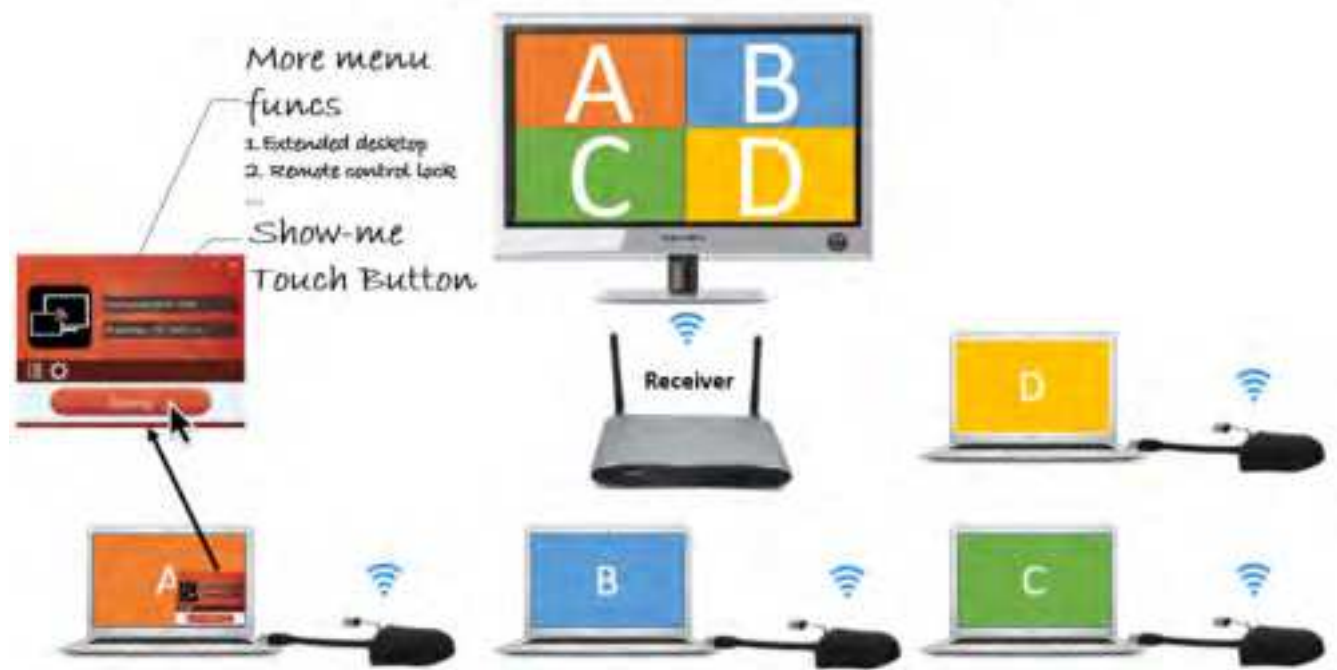 More menu
funcs
1. Extended desktop
2. Remote control lock
...
Show-me
Touch Button
A
B
C
D
Receiver
D
A
B
C